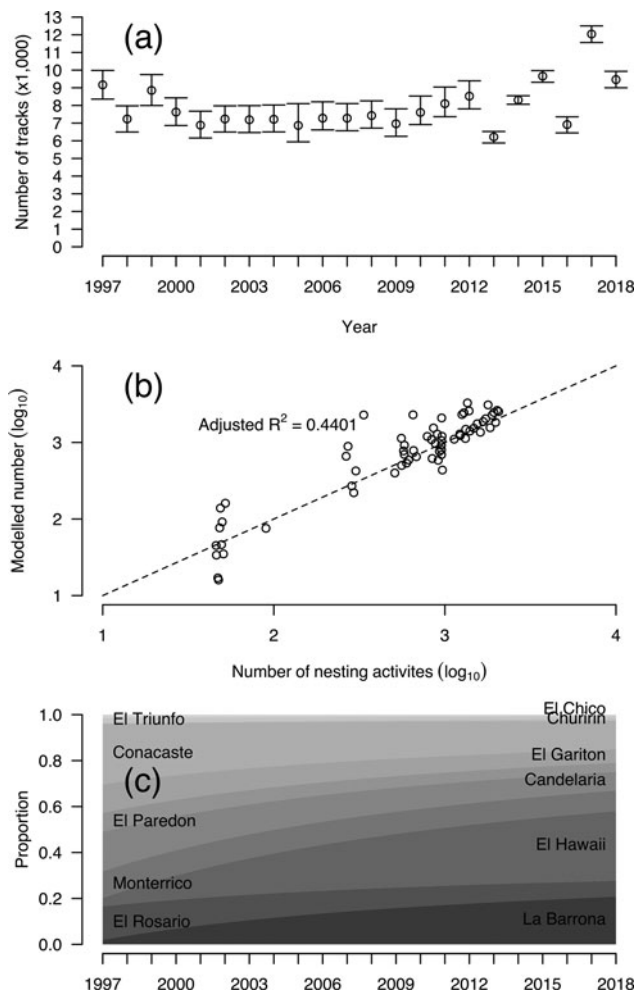 (a)
Number of tracks (x1,000)
13
12
11
10
9
8
7
6
5
4
3
2
1
0
1997 2000 2003 2006 2009 2012 2015 2018
Year
(b)
Adjusted R² = 0.4401
Modelled number (log₁₀)
4
3
2
1
1 2 3 4
Number of nesting activites (log₁₀)
(c)
Proportion
1.0
0.8
0.6
0.4
0.2
0.0
El Triunfo
Conacaste
El Paredon
Monterrico
El Rosario
El Chico
Churirin
El Gariton
Candelaria
El Hawaii
La Barrona
1997 2000 2003 2006 2009 2012 2015 2018